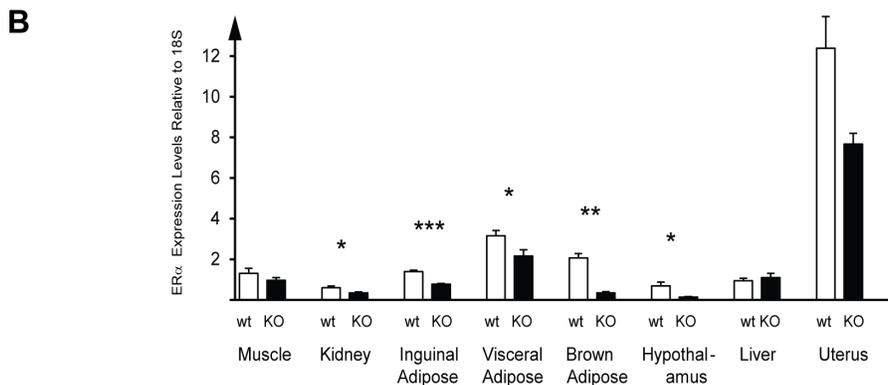 B
ERα Expression Levels Relative to 18S
12
10
8
6
4
2
* *** * ** *
wt KO wt KO wt KO wt KO wt KO wt KO wt KO wt KO
Muscle Kidney Inguinal Adipose Visceral Adipose Brown Adipose Hypothal-amus Liver Uterus